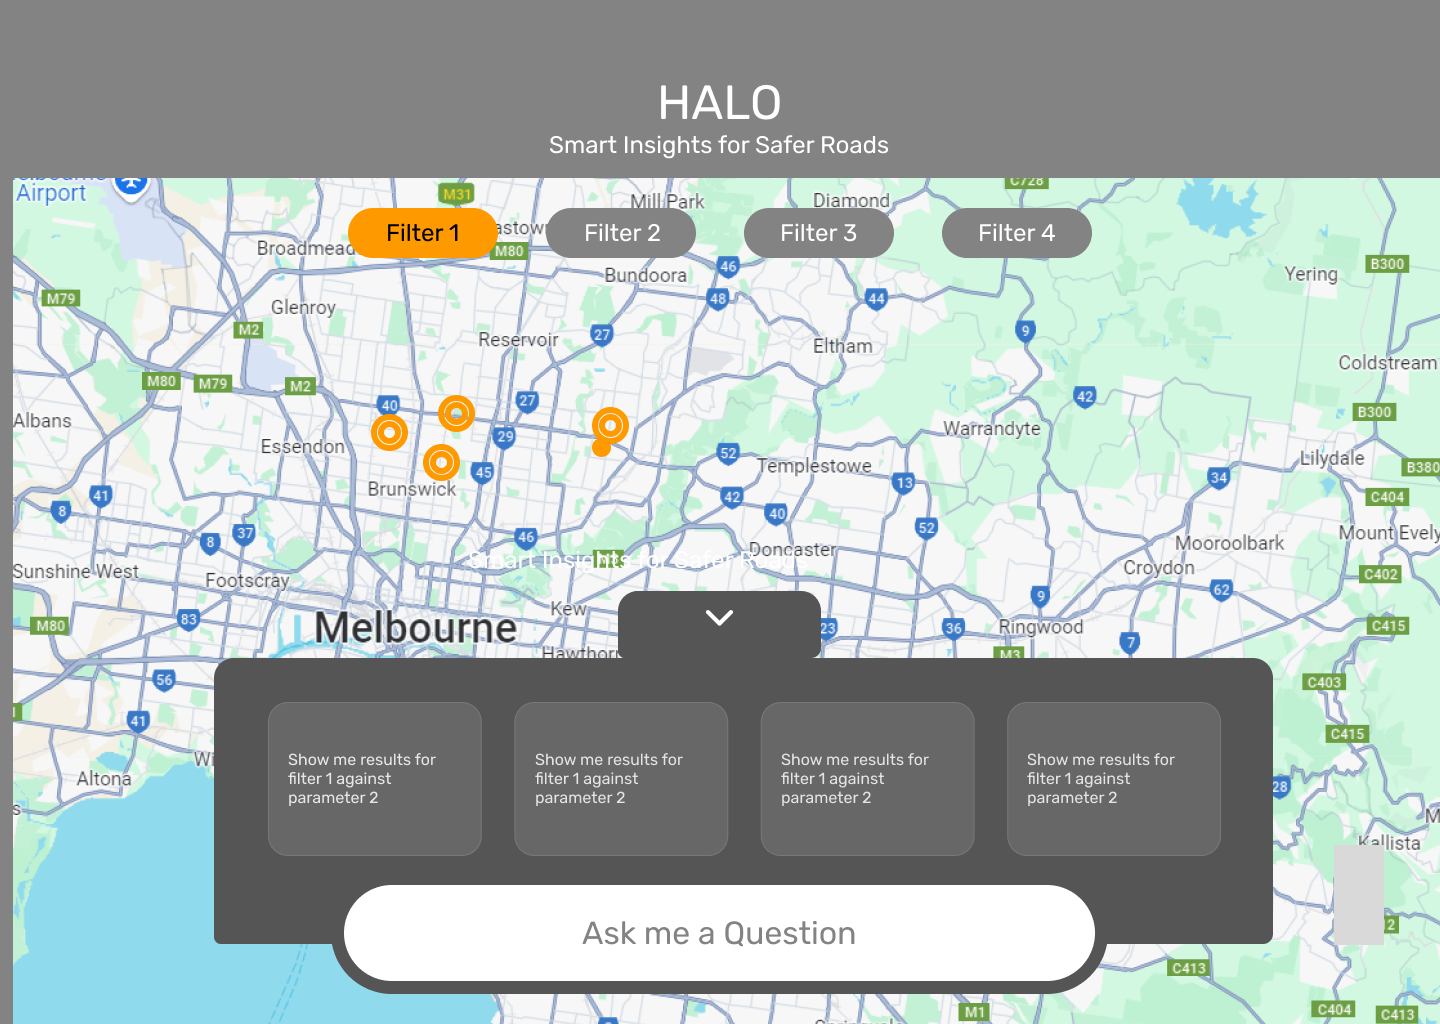 HALO
Smart Insights for Safer Roads
Airport
M31
Mill Park
Diamond
C728
Filter 1
Filter 2
Filter 3
Filter 4
Broadmead
M80
46
Bundoora
B300
Yering
M79
Glenroy
48
44
M2
27
9
Reservoir
Eltham
Coldstream
M80
M79
M2
40
27
42
Albans
B300
Essendon
29
Warrandyte
52
Templestowe
Lilydale
B380
45
13
34
Brunswick
41
42
C404
8
40
37
52
8
46
Mount Evely
Doncaster
Mooroolbark
Smart Insights for Safer Roads
Sunshine West
Footscray
Croydon
C402
Kew
9
62
83
Melbourne
M80
23
36
Ringwood
C415
7
Hawthorn
M3
56
C403
41
C415
Altona
Show me results for
filter 1 against
parameter 2
Show me results for
filter 1 against
parameter 2
Show me results for
filter 1 against
parameter 2
Show me results for
filter 1 against
parameter 2
28
Kallista
Ask me a Question
C413
M1
C404
C413